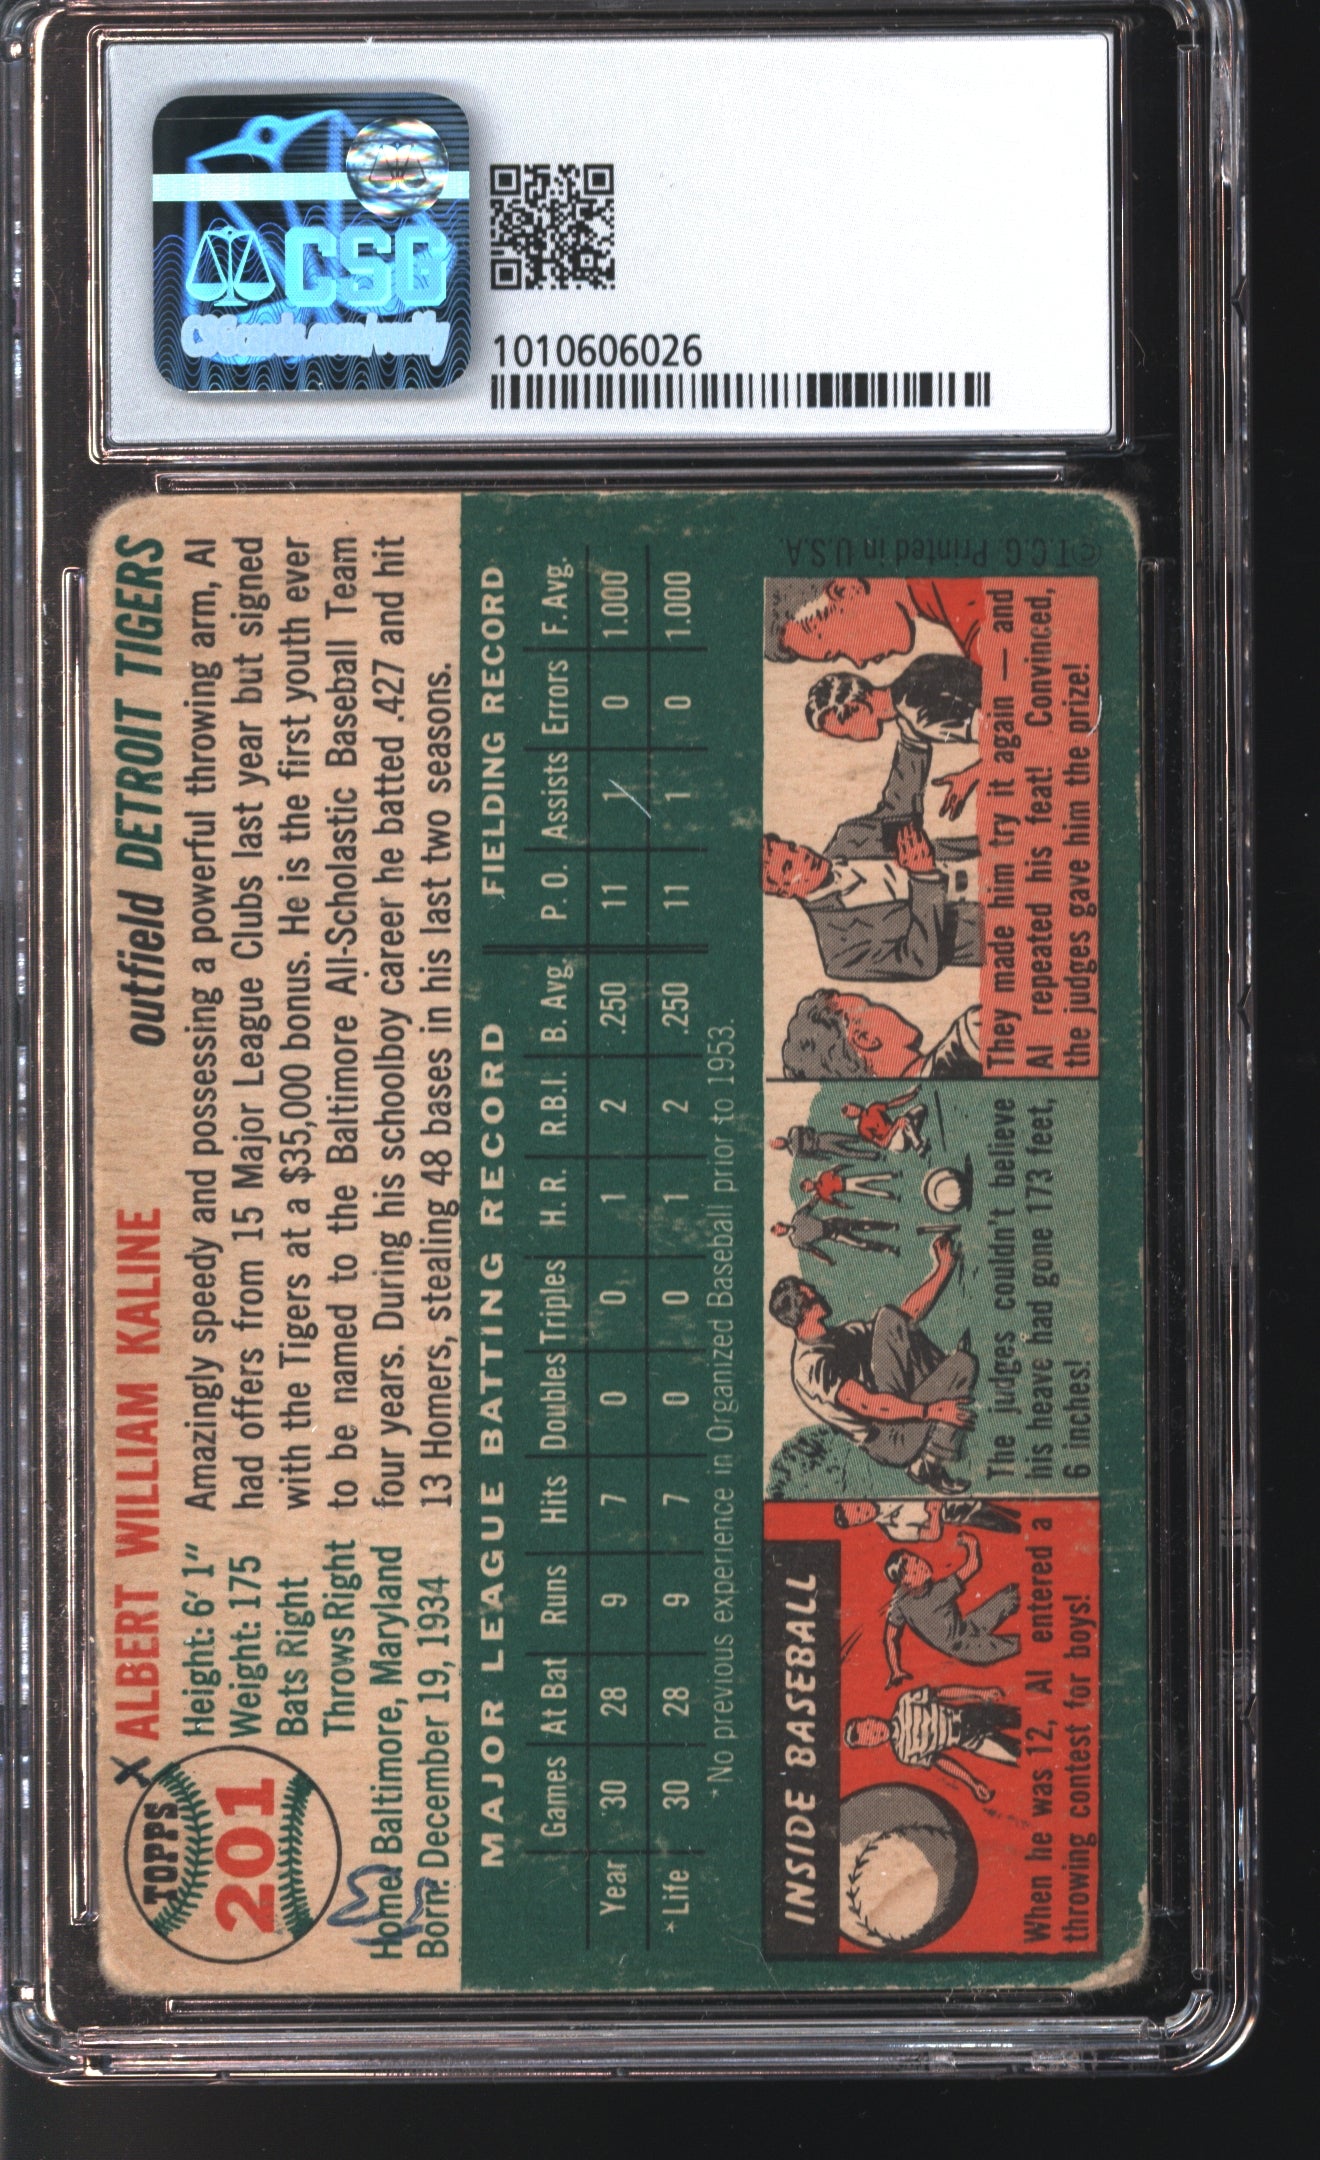 CSG
CSGcards.com/verify
1010606026
TOPPS
201
X
ALBERT WILLIAM KALINE
outfield DETROIT TIGERS
Height: 6' 1"
Weight: 175
Bats Right
Throws Right
Home: Baltimore, Maryland
Born: December 19, 1934
Amazingly speedy and possessing a powerful throwing arm, Al
had offers from 15 Major League Clubs last year but signed
with the Tigers at a $35,000 bonus. He is the first youth ever
to be named to the Baltimore All-Scholastic Baseball Team
four years. During his schoolboy career he batted .427 and hit
13 Homers, stealing 48 bases in his last two seasons.
MAJOR LEAGUE BATTING RECORD FIELDING RECORD
Games At Bat Runs Hits Doubles Triples H. R. R.B.I. B. Avg. P. O. Assists Errors F. Avg.
Year 30 28 9 7 0 0 1 2 .250 11 1 0 1.000
*Life 30 28 9 7 0 0 1 2 .250 11 1 0 1.000
*No previous experience in Organized Baseball prior to 1953.
INSIDE BASEBALL
When he was 12, Al entered a
throwing contest for boys!
The judges couldn't believe
his heave had gone 173 feet,
6 inches!
They made him try it again — and
Al repeated his feat! Convinced,
the judges gave him the prize!
©T.C.G. Printed in U.S.A.